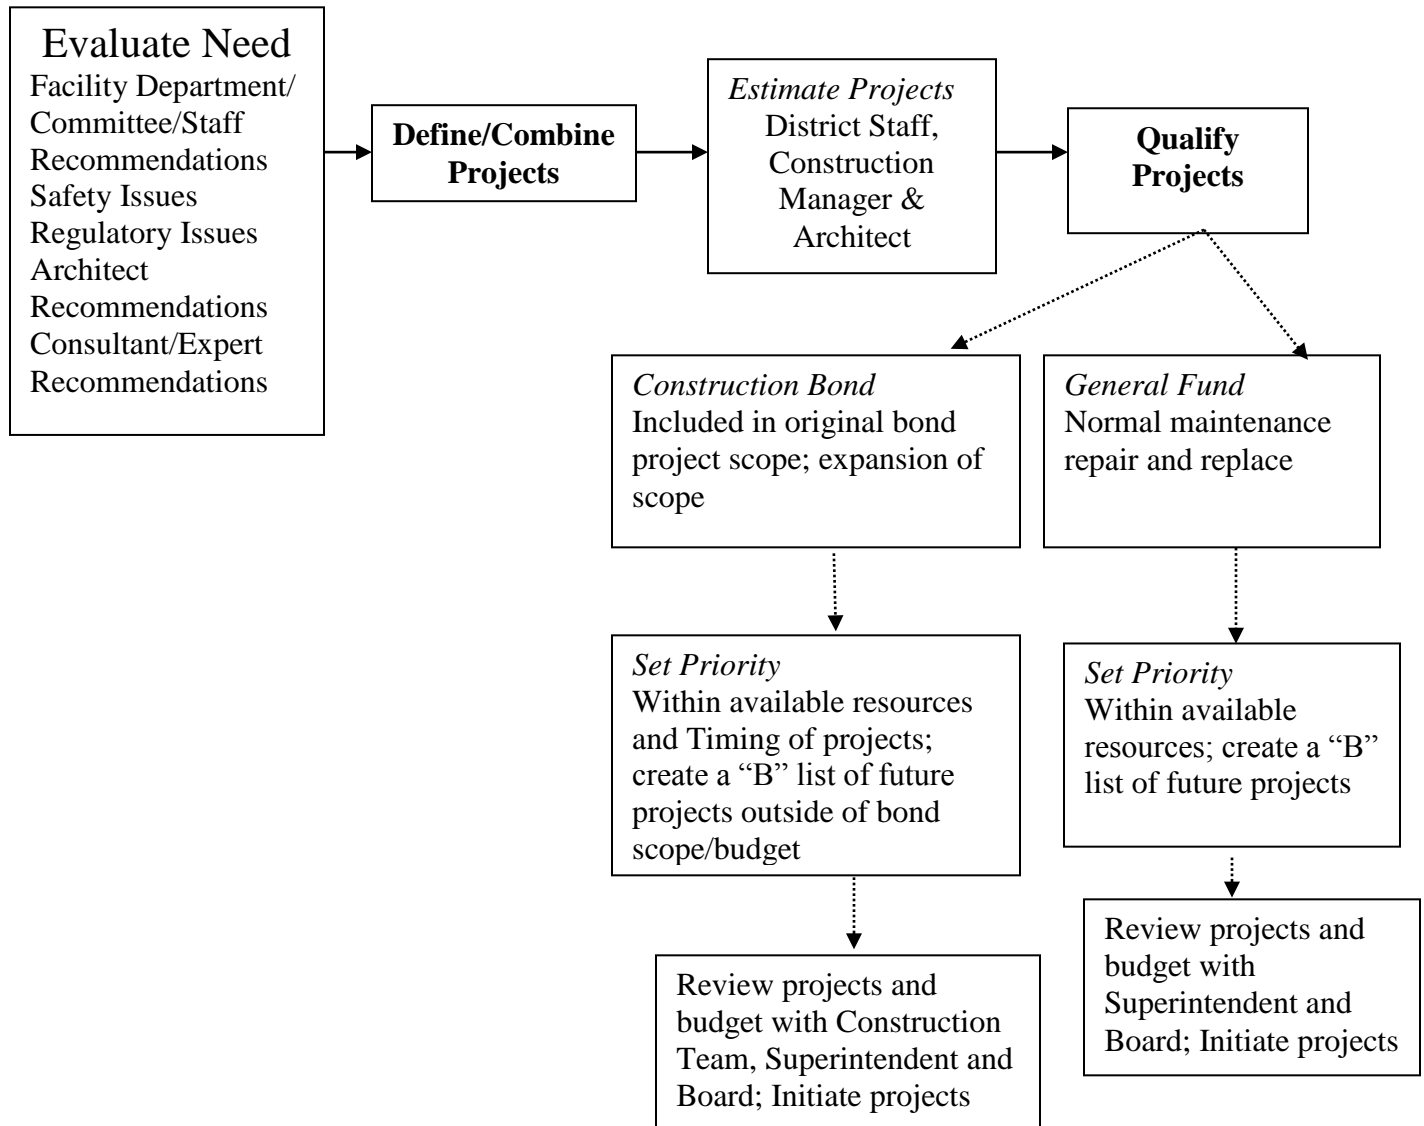 Evaluate Need
Facility Department/
Committee/Staff
Recommendations
Safety Issues
Regulatory Issues
Architect
Recommendations
Consultant/Expert
Recommendations
Define/Combine
Projects
Estimate Projects
District Staff,
Construction
Manager &
Architect
Qualify
Projects
Construction Bond
Included in original bond
project scope; expansion of
scope
General Fund
Normal maintenance
repair and replace
Set Priority
Within available resources
and Timing of projects;
create a “B” list of future
projects outside of bond
scope/budget
Set Priority
Within available
resources; create a “B”
list of future projects
Review projects and
budget with Construction
Team, Superintendent and
Board; Initiate projects
Review projects and
budget with
Superintendent and
Board; Initiate projects